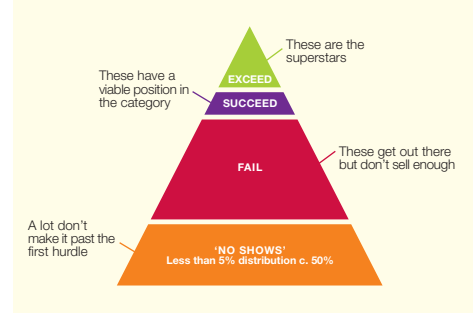 These are the
superstars
EXCEED
These have a
viable position in
the category
SUCCEED
These get out there
but don't sell enough
FAIL
A lot don't
make it past the
first hurdle
'NO SHOWS'
Less than 5% distribution c. 50%